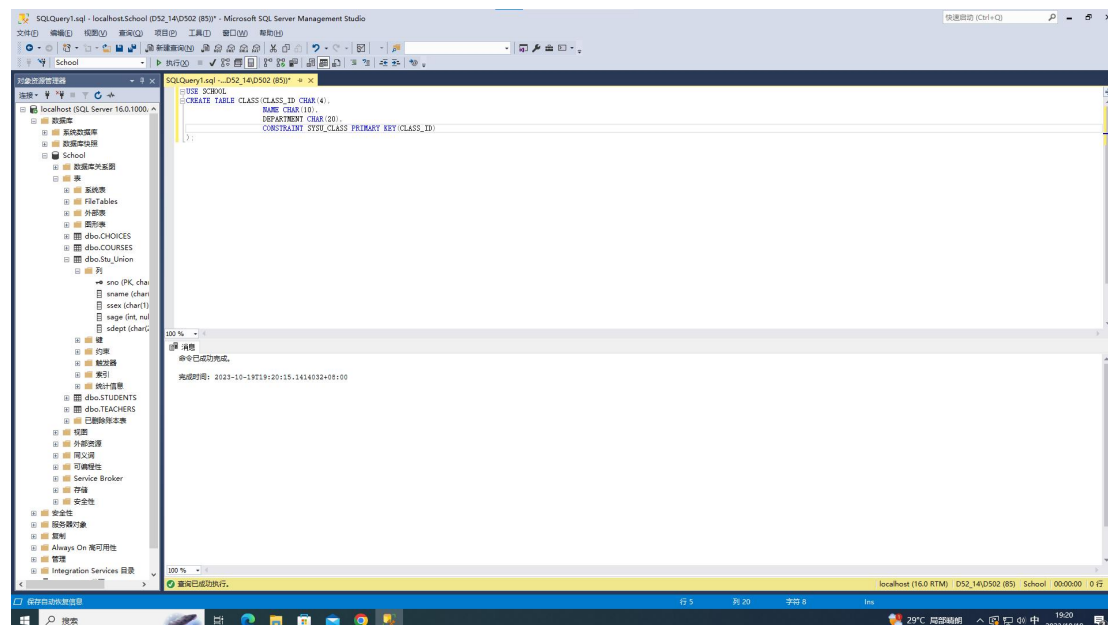 SQLQuery1.sql - localhost.School (D52_14\D502 (85))* - Microsoft SQL Server Management Studio
快速启动 (Ctrl+Q)
文件(F) 编辑(E) 视图(V) 查询(Q) 项目(P) 工具(T) 窗口(W) 帮助(H)
新建查询(N)
School
执行(X)
对象资源管理器
SQLQuery1.sql -...D52_14\D502 (85))*
连接
USE SCHOOL
CREATE TABLE CLASS(CLASS_ID CHAR(4),
NAME CHAR(10),
DEPARTMENT CHAR(20),
CONSTRAINT SYSU_CLASS PRIMARY KEY(CLASS_ID)
);
localhost (SQL Server 16.0.1000.
数据库
系统数据库
数据库快照
School
数据库关系图
表
系统表
FileTables
外部表
图形表
dbo.CHOICES
dbo.COURSES
dbo.Stu_Union
列
sno (PK, cha
sname (char(
ssex (char(1)
sage (int, nul
sdept (char(2
键
约束
触发器
索引
统计信息
dbo.STUDENTS
dbo.TEACHERS
已删除账本表
视图
外部资源
同义词
可编程性
Service Broker
存储
安全性
安全性
服务器对象
复制
Always On 高可用性
管理
Integration Services 目录
100 %
消息
命令已成功完成。
完成时间: 2023-10-19T19:20:15.1414032+08:00
100 %
查询已成功执行。
localhost (16.0 RTM) D52_14\D502 (85) School 00:00:00 0 行
保存自动恢复信息
行 5 列 20 字符 8 Ins
搜索
29°C 局部晴朗
中
19:20